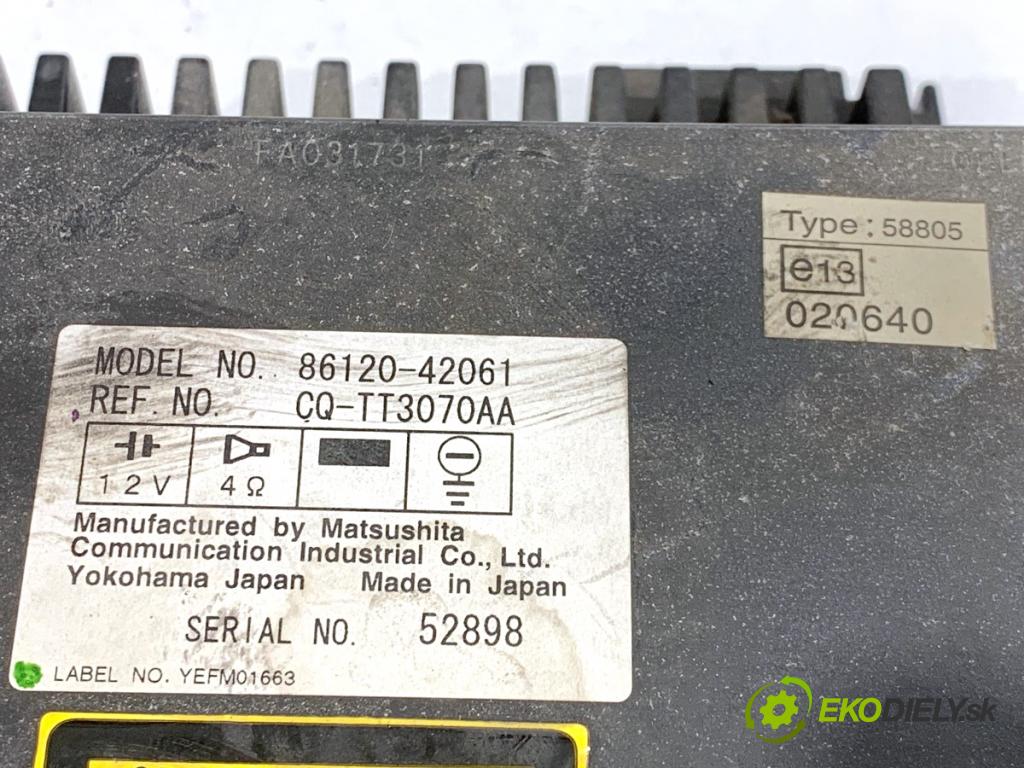 FA031731
Type : 58805
e13
020640
MODEL NO. 86120-42061
REF. NO. CQ-TT3070AA
12V 4Ω
Manufactured by Matsushita
Communication Industrial Co., Ltd.
Yokohama Japan Made in Japan
SERIAL NO. 52898
LABEL NO. YEFM01663
EKODIELY.sk